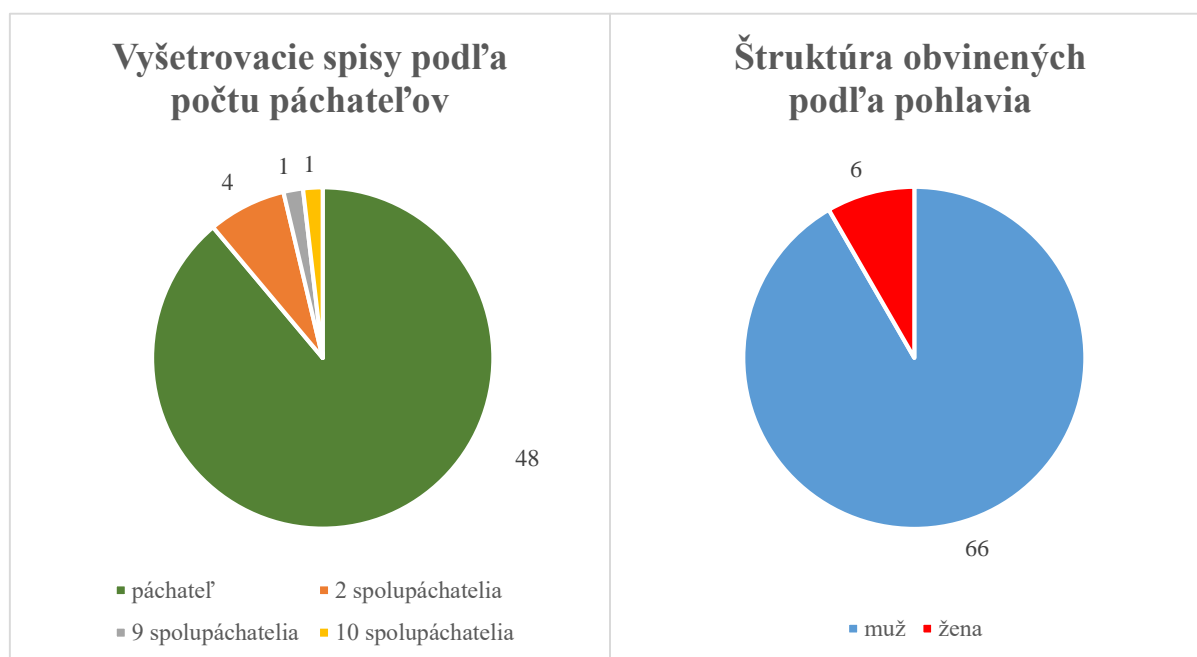 Vyšetrovacie spisy podľa
počtu páchateľov
4
1
1
48
páchateľ
2 spolupáchatelia
9 spolupáchatelia
10 spolupáchatelia
Štruktúra obvinených
podľa pohlavia
6
66
muž
žena